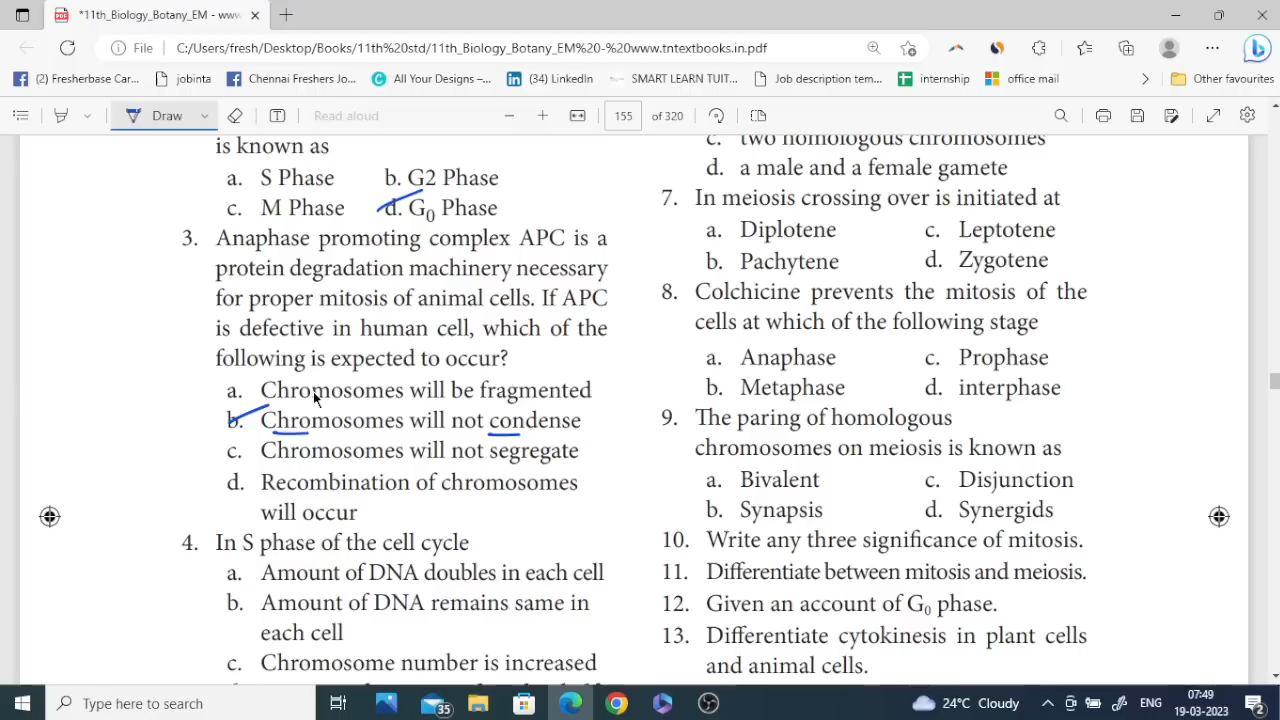 *11th_Biology_Botany_EM - www
File
C:/Users/fresh/Desktop/Books/11th%20std/11th_Biology_Botany_EM%20-%20www.tntextbooks.in.pdf
(2) Fresherbase Car...
jobinta
Chennai Freshers Jo...
All Your Designs –...
(34) LinkedIn
SMART LEARN TUIT...
Job description tem...
internship
office mail
Other favourites
Draw
Read aloud
155 of 320
is known as
a. S Phase b. G2 Phase
c. M Phase d. G0 Phase
3. Anaphase promoting complex APC is a
protein degradation machinery necessary
for proper mitosis of animal cells. If APC
is defective in human cell, which of the
following is expected to occur?
a. Chromosomes will be fragmented
b. Chromosomes will not condense
c. Chromosomes will not segregate
d. Recombination of chromosomes
will occur
4. In S phase of the cell cycle
a. Amount of DNA doubles in each cell
b. Amount of DNA remains same in
each cell
c. Chromosome number is increased
c. two homologous chromosomes
d. a male and a female gamete
7. In meiosis crossing over is initiated at
a. Diplotene c. Leptotene
b. Pachytene d. Zygotene
8. Colchicine prevents the mitosis of the
cells at which of the following stage
a. Anaphase c. Prophase
b. Metaphase d. interphase
9. The paring of homologous
chromosomes on meiosis is known as
a. Bivalent c. Disjunction
b. Synapsis d. Synergids
10. Write any three significance of mitosis.
11. Differentiate between mitosis and meiosis.
12. Given an account of G0 phase.
13. Differentiate cytokinesis in plant cells
and animal cells.
Type here to search
35
24°C Cloudy
ENG
07:49
19-03-2023
2